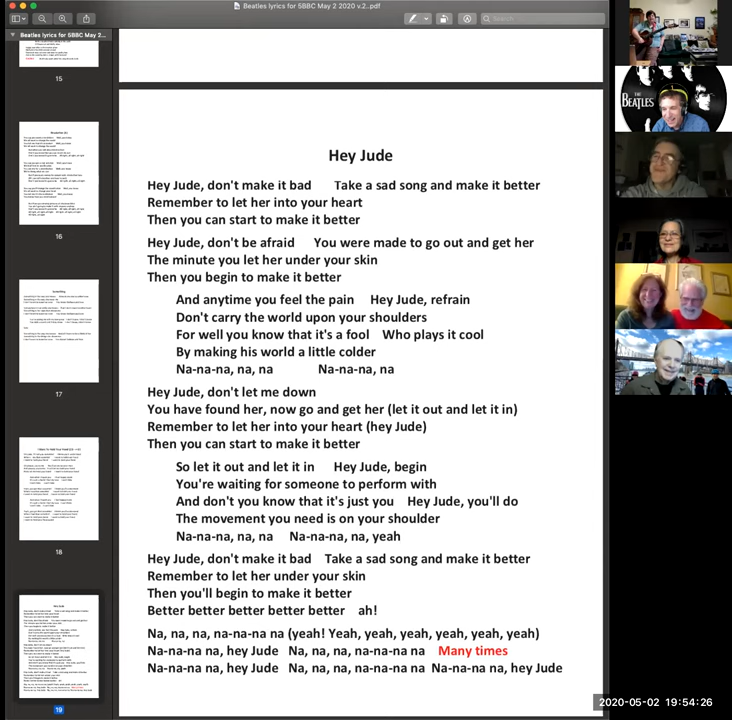 Beatles lyrics for 5BBC May 2 2020 v.2..pdf
Search
Beatles lyrics for 5BBC May 2...
15
16
17
18
19
Hey Jude
Hey Jude, don't make it bad Take a sad song and make it better
Remember to let her into your heart
Then you can start to make it better
Hey Jude, don't be afraid You were made to go out and get her
The minute you let her under your skin
Then you begin to make it better
And anytime you feel the pain Hey Jude, refrain
Don't carry the world upon your shoulders
For well you know that it's a fool Who plays it cool
By making his world a little colder
Na-na-na, na, na Na-na-na, na
Hey Jude, don't let me down
You have found her, now go and get her (let it out and let it in)
Remember to let her into your heart (hey Jude)
Then you can start to make it better
So let it out and let it in Hey Jude, begin
You're waiting for someone to perform with
And don't you know that it's just you Hey Jude, you'll do
The movement you need is on your shoulder
Na-na-na, na, na Na-na-na, na, yeah
Hey Jude, don't make it bad Take a sad song and make it better
Remember to let her under your skin
Then you'll begin to make it better
Better better better better better ah!
Na, na, na, na-na-na na (yeah! Yeah, yeah, yeah, yeah, yeah, yeah)
Na-na-na na, hey Jude Na, na, na, na-na-na na Many times
Na-na-na na, hey Jude Na, na, na, na-na-na na Na-na-na na, hey Jude
THE
BEATLES
2020-05-02 19:54:26